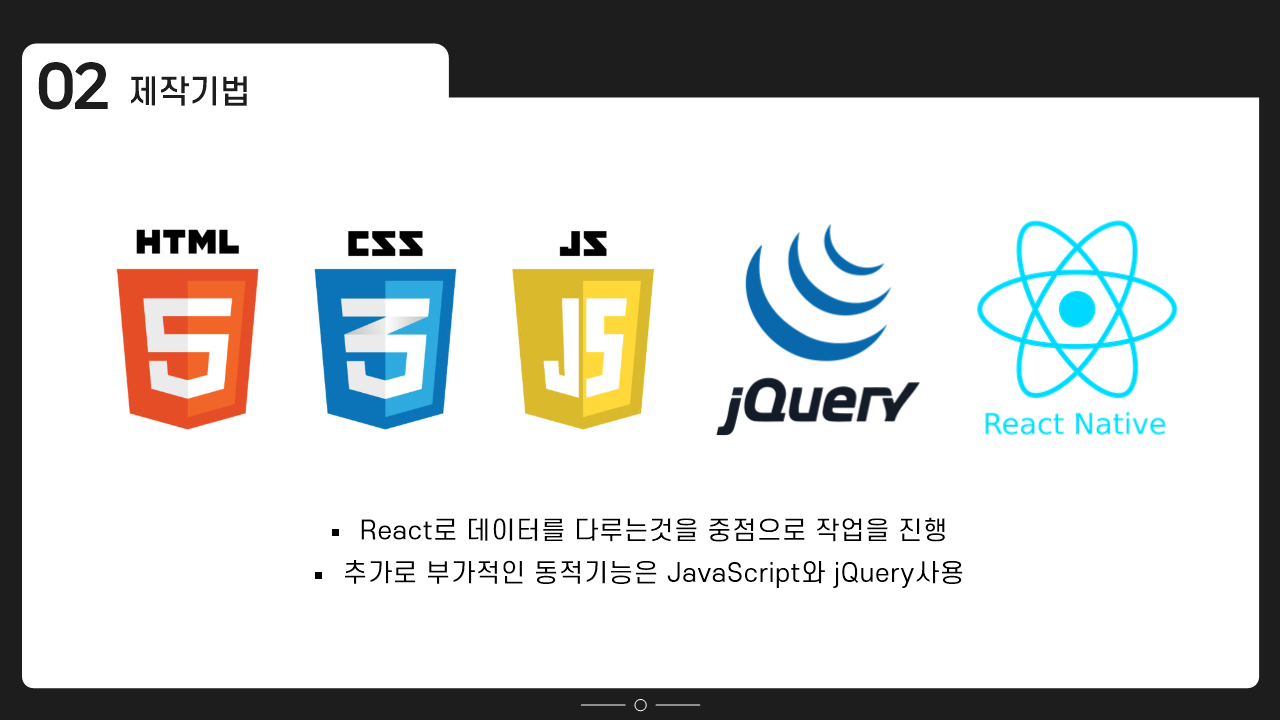 02 제작기법
HTML CSS JS
5 3 JS
jQuery React Native
▪ React로 데이터를 다루는것을 중점으로 작업을 진행
▪ 추가로 부가적인 동적기능은 JavaScript와 jQuery사용